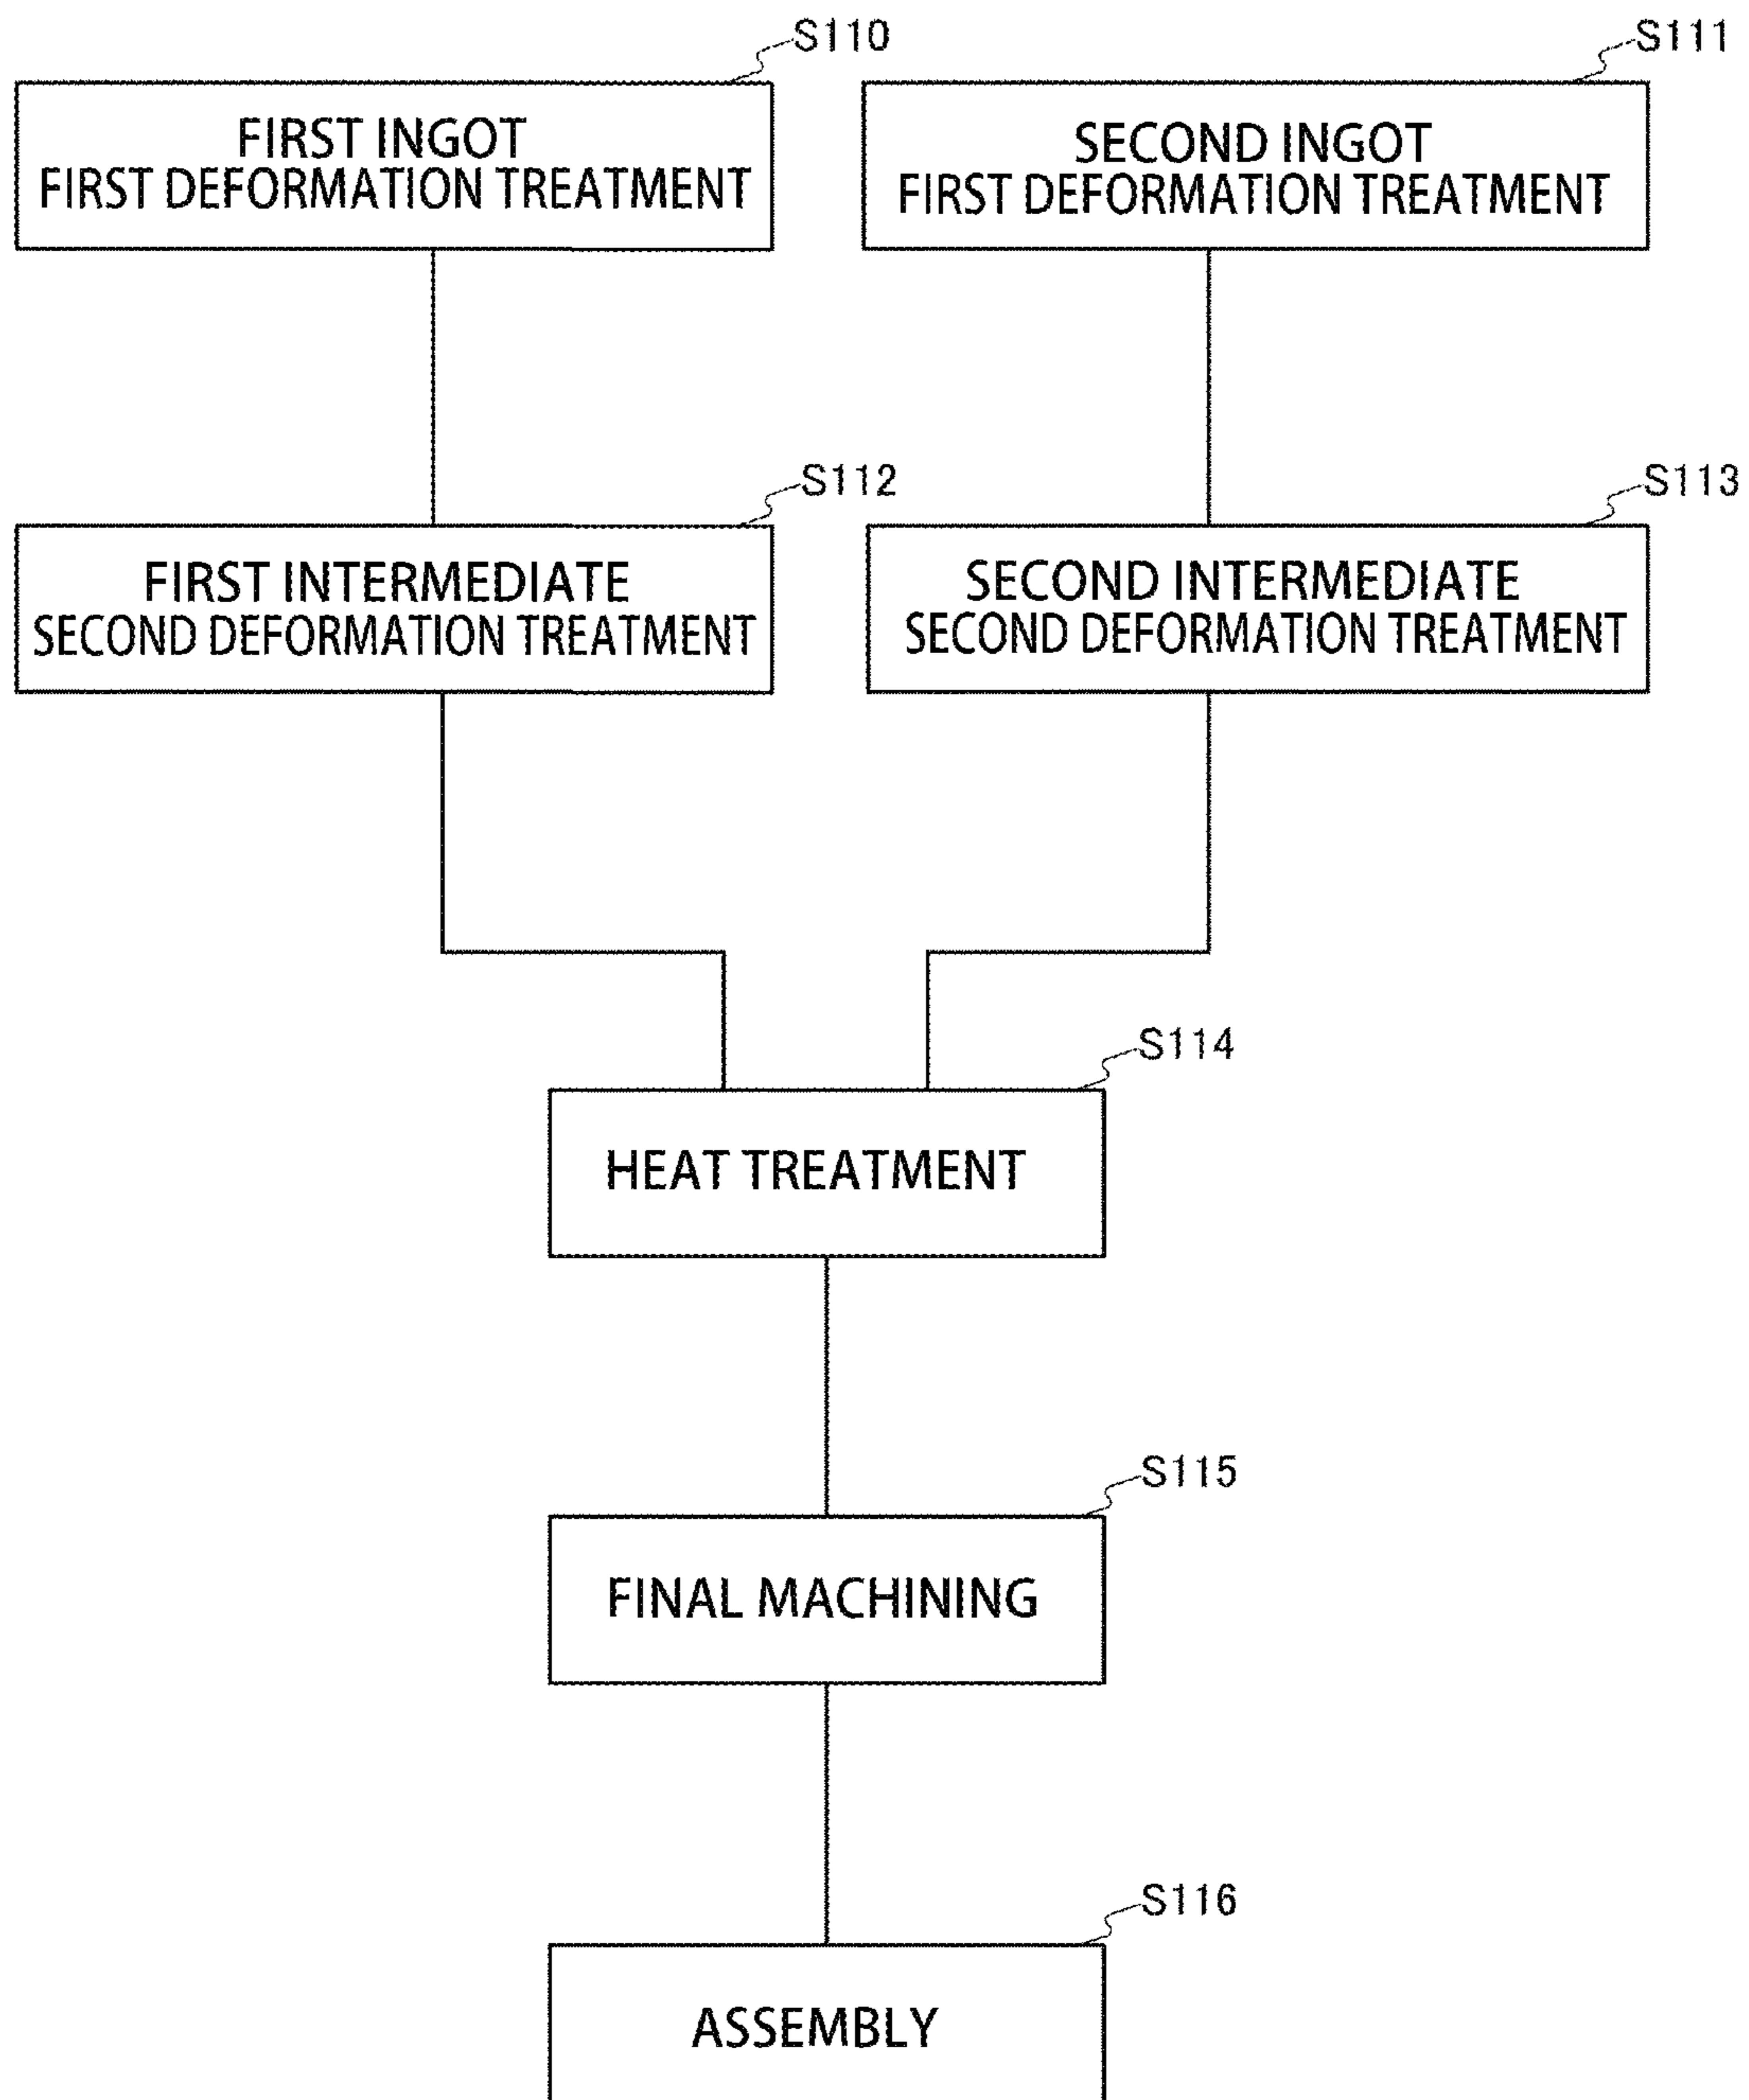 S110
FIRST INGOT
FIRST DEFORMATION TREATMENT
S111
SECOND INGOT
FIRST DEFORMATION TREATMENT
S112
FIRST INTERMEDIATE
SECOND DEFORMATION TREATMENT
S113
SECOND INTERMEDIATE
SECOND DEFORMATION TREATMENT
S114
HEAT TREATMENT
S115
FINAL MACHINING
S116
ASSEMBLY